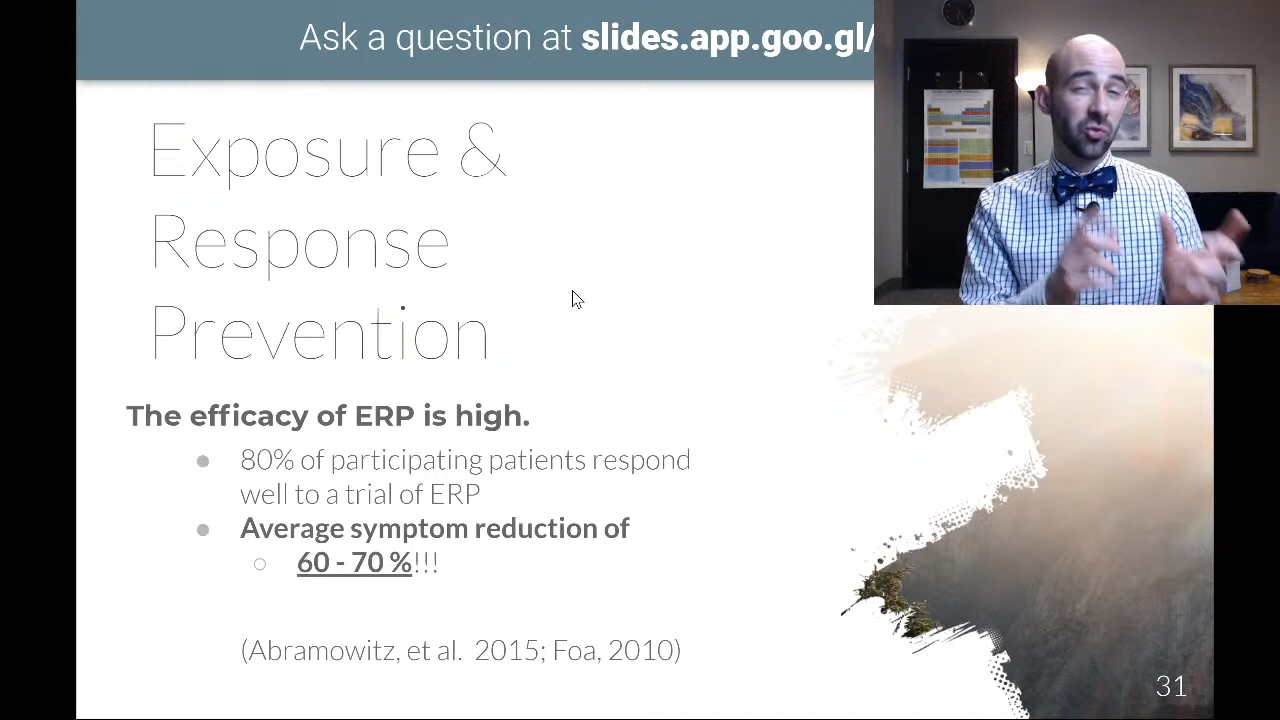 Ask a question at slides.app.goo.gl/
Exposure &
Response
Prevention
The efficacy of ERP is high.
● 80% of participating patients respond
well to a trial of ERP
● Average symptom reduction of
○ 60 - 70 %!!!
(Abramowitz, et al. 2015; Foa, 2010)
31